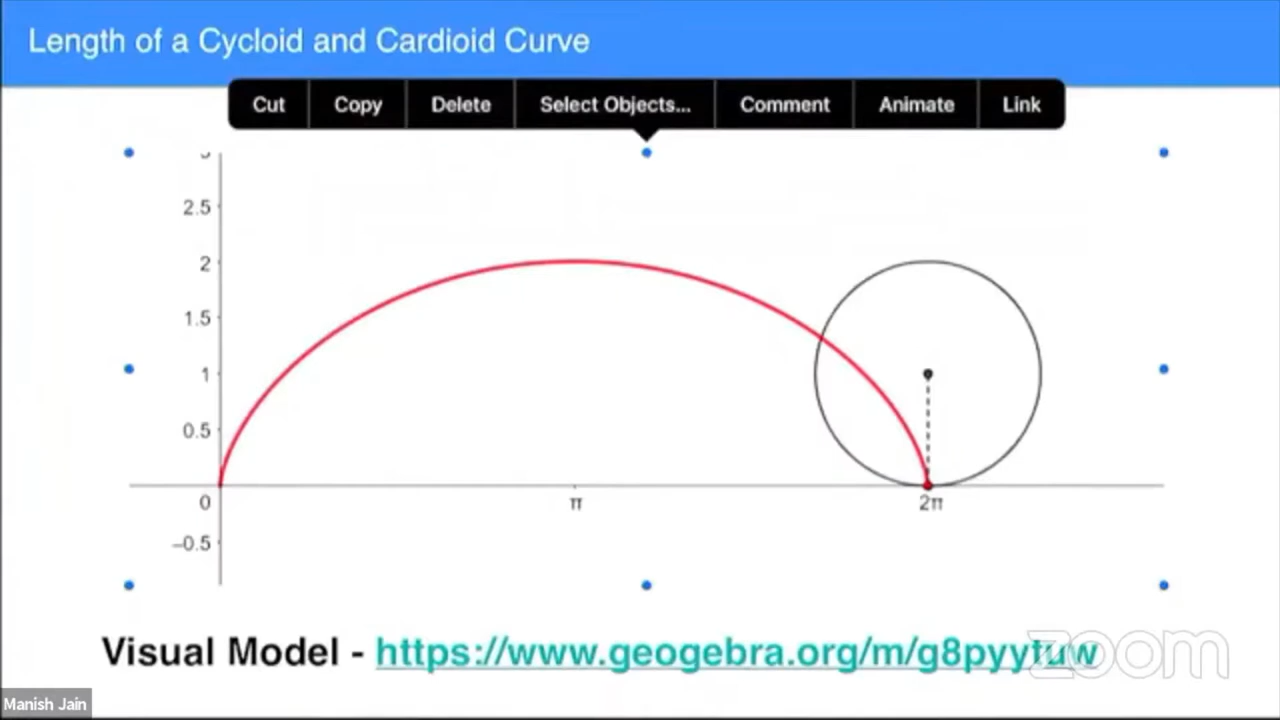 Length of a Cycloid and Cardioid Curve
Cut Copy Delete Select Objects... Comment Animate Link
2.5
2
1.5
1
0.5
0
π
2π
–0.5
Visual Model - https://www.geogebra.org/m/g8pyytuw
zoom
Manish Jain